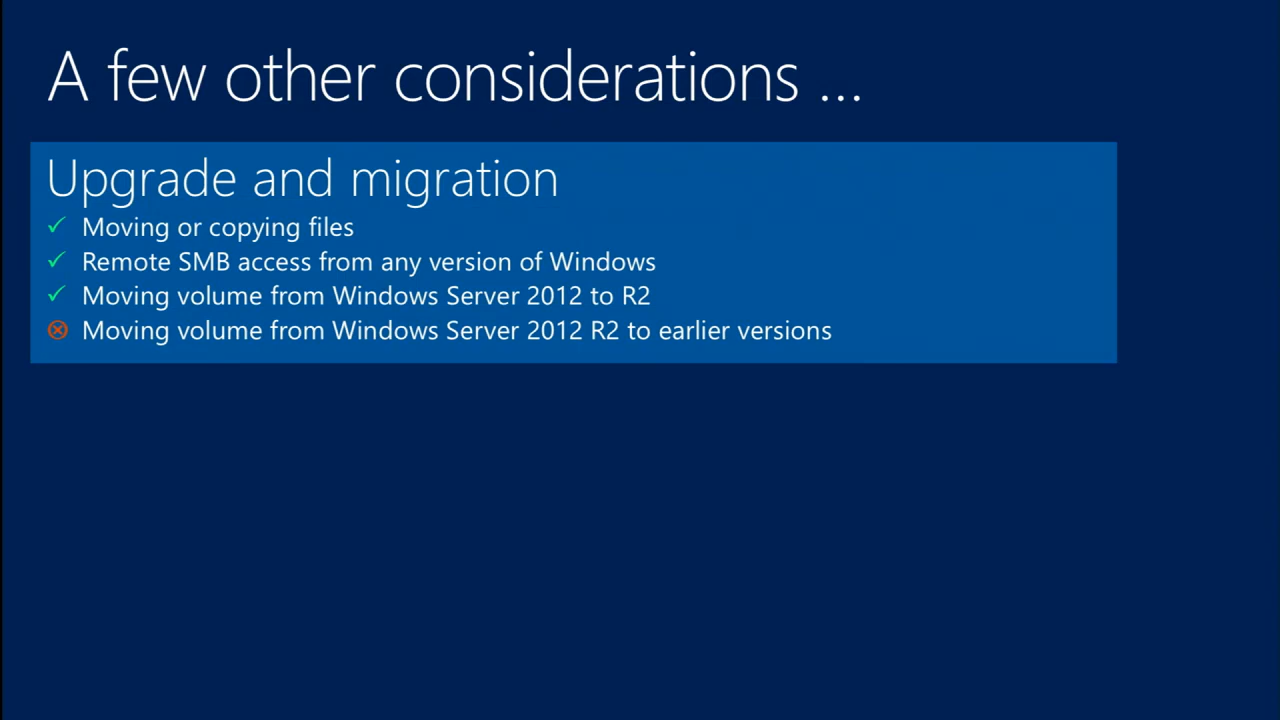 A few other considerations ...
Upgrade and migration
✓ Moving or copying files
✓ Remote SMB access from any version of Windows
✓ Moving volume from Windows Server 2012 to R2
⊗ Moving volume from Windows Server 2012 R2 to earlier versions